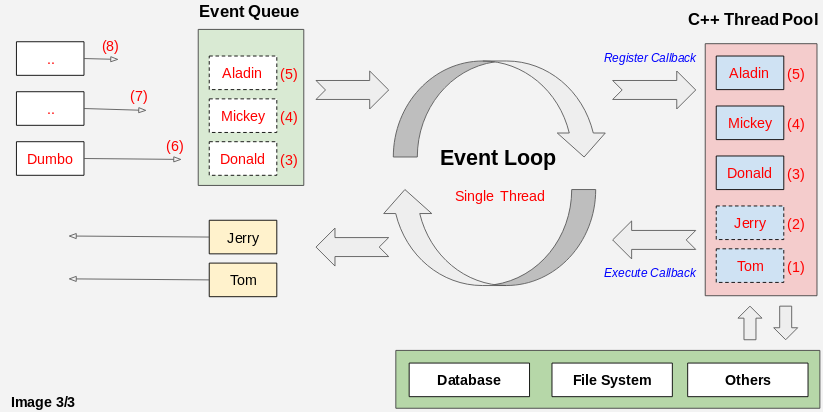 Event Queue
C++ Thread Pool
..
(8)
Aladin (5)
Register Callback
Aladin (5)
..
(7)
Mickey (4)
Mickey (4)
Dumbo
(6)
Donald (3)
Event Loop
Donald (3)
Single Thread
Jerry
Jerry (2)
Tom
Execute Callback
Tom (1)
Database
File System
Others
Image 3/3